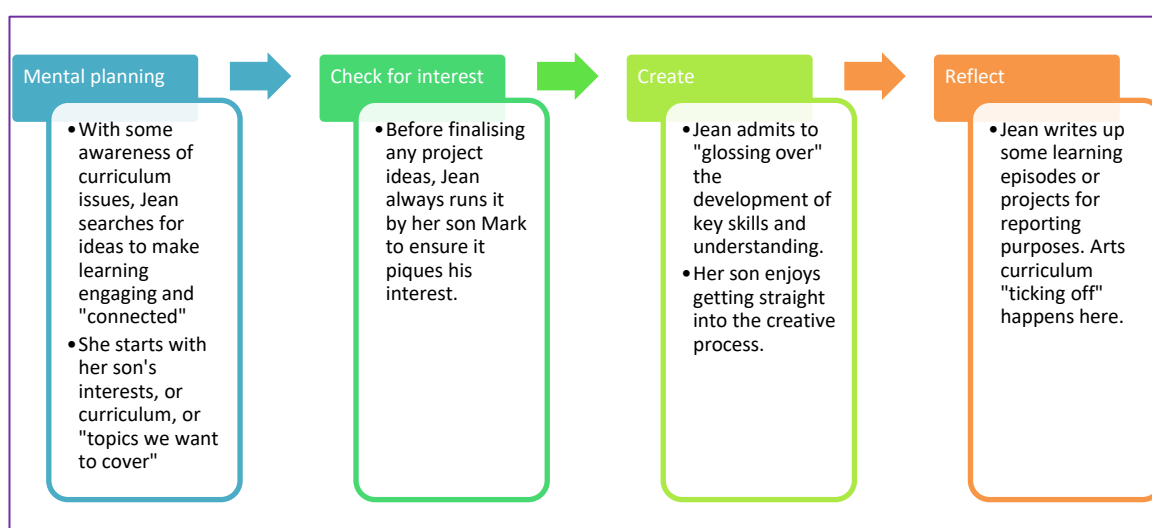 Mental planning
•With some
awareness of
curriculum
issues, Jean
searches for
ideas to make
learning
engaging and
"connected"
•She starts with
her son's
interests, or
curriculum, or
"topics we want
to cover"
Check for interest
•Before finalising
any project
ideas, Jean
always runs it
by her son Mark
to ensure it
piques his
interest.
Create
•Jean admits to
"glossing over"
the
development of
key skills and
understanding.
•Her son enjoys
getting straight
into the creative
process.
Reflect
•Jean writes up
some learning
episodes or
projects for
reporting
purposes. Arts
curriculum
"ticking off"
happens here.